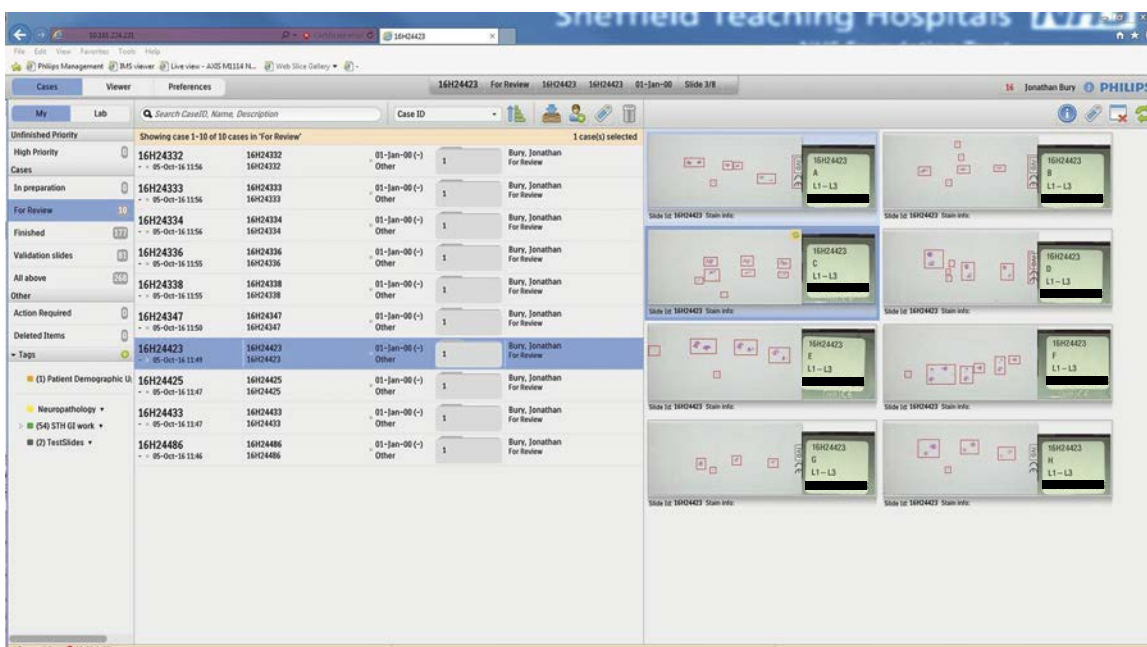 Sheffield Teaching Hospitals
16H24423
File Edit View Favorites Tools Help
Philips Management IMS viewer Live view - AXIS M1114 N... Web Slice Gallery
Cases Viewer Preferences
16H24423 For Review 16H24423 16H24423 01-Jan-00 Slide 3/8
16 Jonathan Bury PHILIPS
My Lab
Search CaseID, Name, Description
Case ID
Unfinished Priority
High Priority 0
Cases
In preparation 0
For Review 10
Finished
Validation slides
All above
Other
Action Required 0
Deleted Items 0
Tags
(1) Patient Demographic U
Neuropathology
(54) STH GI work
(2) TestSlides
Showing case 1-10 of 10 cases in 'For Review' 1 case(s) selected
16H24332 16H24332 01-Jan-00 (-) 1 Bury, Jonathan
- - 05-Oct-16 11:56 16H24332 Other For Review
16H24333 16H24333 01-Jan-00 (-) 1 Bury, Jonathan
- - 05-Oct-16 11:56 16H24333 Other For Review
16H24334 16H24334 01-Jan-00 (-) 1 Bury, Jonathan
- - 05-Oct-16 11:56 16H24334 Other For Review
16H24336 16H24336 01-Jan-00 (-) 1 Bury, Jonathan
- - 05-Oct-16 11:55 16H24336 Other For Review
16H24338 16H24338 01-Jan-00 (-) 1 Bury, Jonathan
- - 05-Oct-16 11:55 16H24338 Other For Review
16H24347 16H24347 01-Jan-00 (-) 1 Bury, Jonathan
- - 05-Oct-16 11:50 16H24347 Other For Review
16H24423 16H24423 01-Jan-00 (-) 1 Bury, Jonathan
- - 05-Oct-16 11:49 16H24423 Other For Review
16H24425 16H24425 01-Jan-00 (-) 1 Bury, Jonathan
- - 05-Oct-16 11:47 16H24425 Other For Review
16H24433 16H24433 01-Jan-00 (-) 1 Bury, Jonathan
- - 05-Oct-16 11:47 16H24433 Other For Review
16H24486 16H24486 01-Jan-00 (-) 1 Bury, Jonathan
- - 05-Oct-16 11:46 16H24486 Other For Review
16H24423
A
L1-L3
Slide Id: 16H24423 Stain info:
16H24423
B
L1-L3
Slide Id: 16H24423 Stain info:
16H24423
C
L1-L3
Slide Id: 16H24423 Stain info:
16H24423
D
L1-L3
Slide Id: 16H24423 Stain info:
16H24423
E
L1-L3
Slide Id: 16H24423 Stain info:
16H24423
F
L1-L3
Slide Id: 16H24423 Stain info:
16H24423
G
L1-L3
Slide Id: 16H24423 Stain info:
16H24423
H
L1-L3
Slide Id: 16H24423 Stain info: